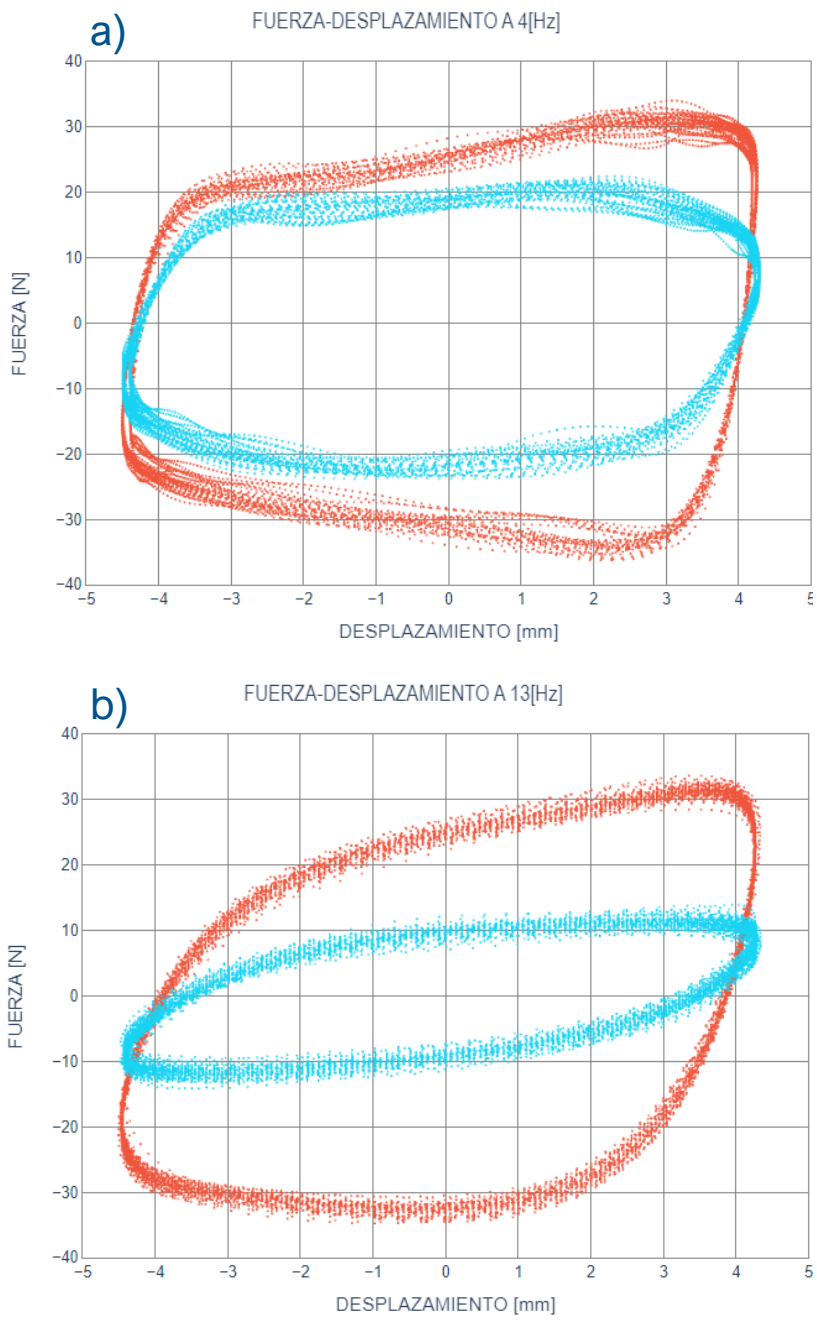 a)
FUERZA-DESPLAZAMIENTO A 4[Hz]
40
30
20
10
0
−10
−20
−30
−40
FUERZA [N]
−5 −4 −3 −2 −1 0 1 2 3 4 5
DESPLAZAMIENTO [mm]
b)
FUERZA-DESPLAZAMIENTO A 13[Hz]
40
30
20
10
0
−10
−20
−30
−40
FUERZA [N]
−5 −4 −3 −2 −1 0 1 2 3 4 5
DESPLAZAMIENTO [mm]